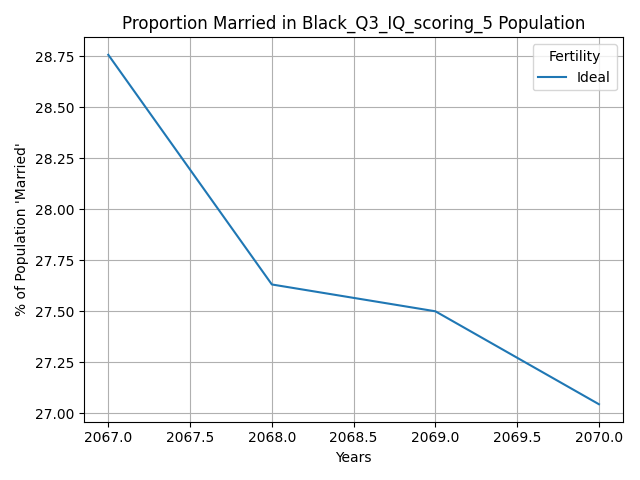 Proportion Married in Black_Q3_IQ_scoring_5 Population
Fertility
Ideal
28.75
28.50
28.25
28.00
27.75
27.50
27.25
27.00
% of Population 'Married'
2067.0 2067.5 2068.0 2068.5 2069.0 2069.5 2070.0
Years